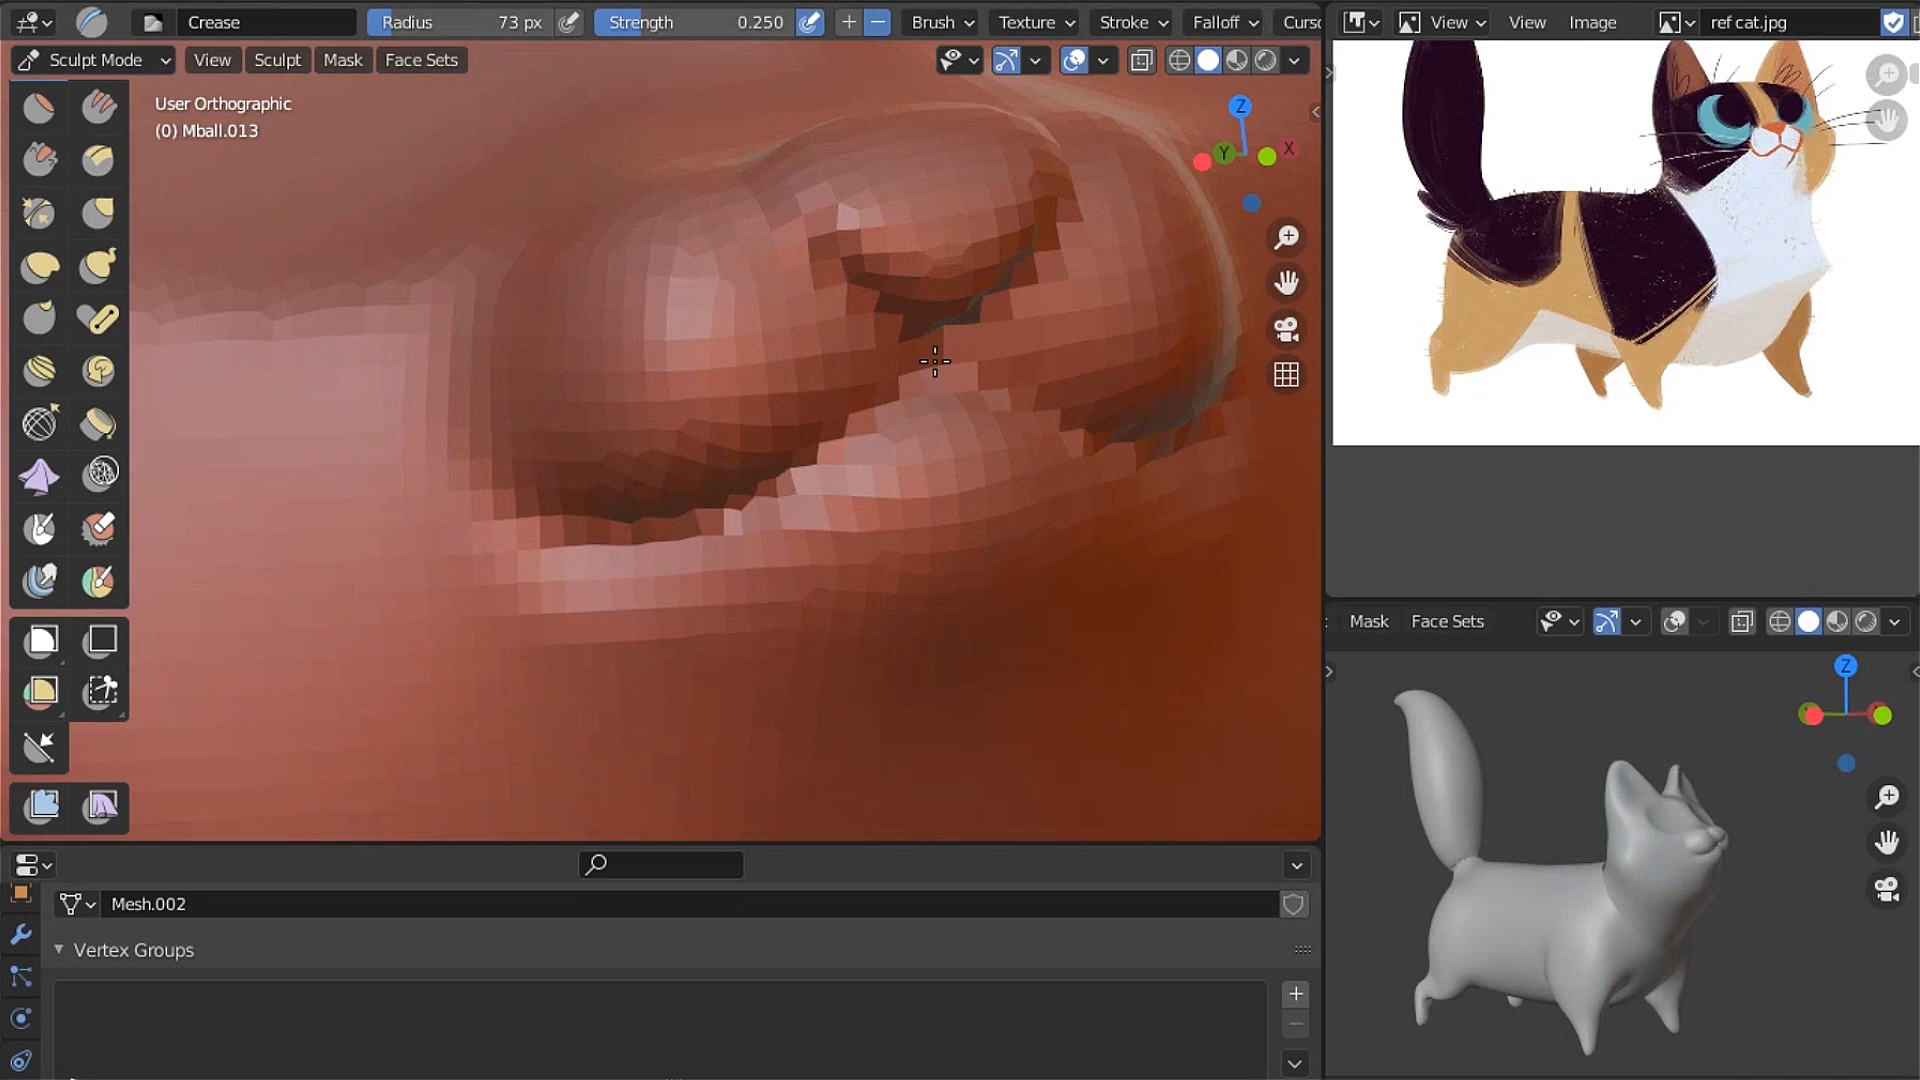 Crease
Radius 73 px
Strength 0.250
Brush
Texture
Stroke
Falloff
View
View
Image
ref cat.jpg
Sculpt Mode
View
Sculpt
Mask
Face Sets
User Orthographic
(0) Mball.013
Z
Y
X
Mask
Face Sets
Z
Mesh.002
Vertex Groups